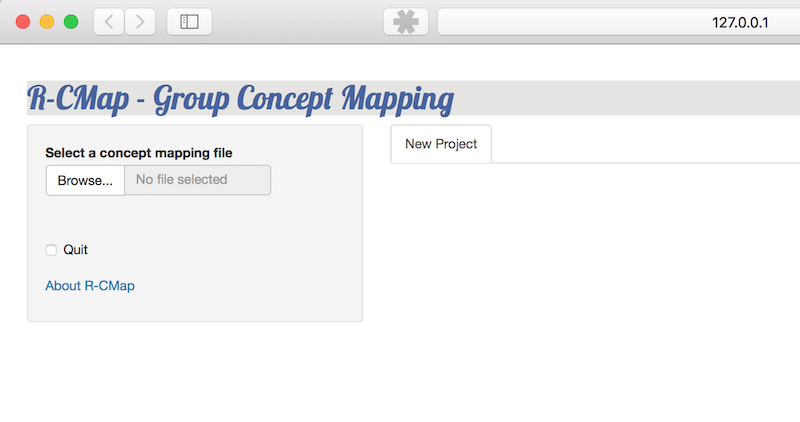 127.0.0.1
R-CMap - Group Concept Mapping
Select a concept mapping file
Browse... No file selected
Quit
About R-CMap
New Project